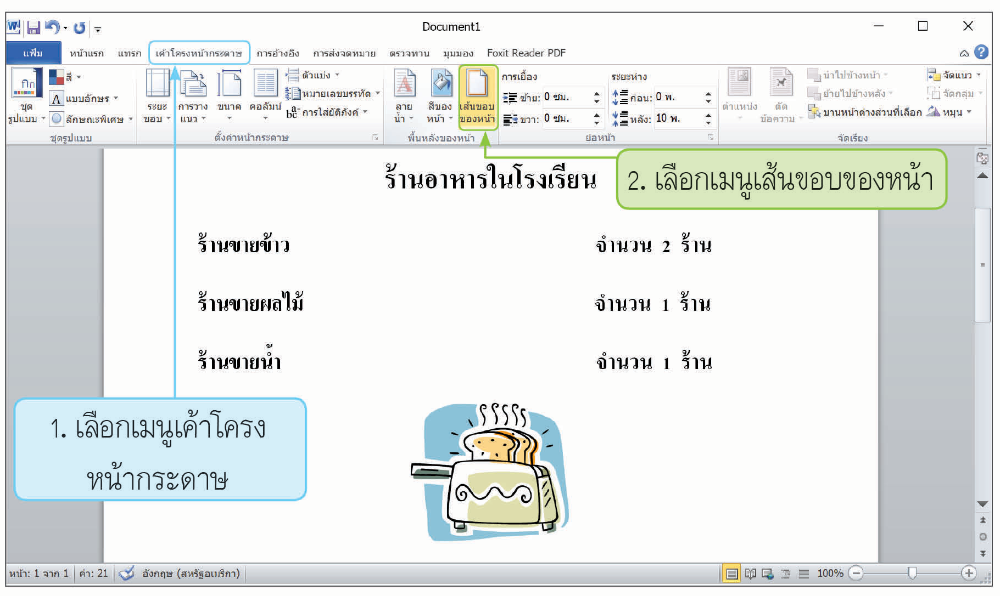 Document1
แฟ้ม หน้าแรก แทรก เค้าโครงหน้ากระดาษ การอ้างอิง การส่งจดหมาย ตรวจทาน มุมมอง Foxit Reader PDF
กก
ชุด
รูปแบบ
สี
A แบบอักษร
ลักษณะพิเศษ
ชุดรูปแบบ
ระยะ
ขอบ
การวาง
แนว
ขนาด
คอลัมน์
ตัวแบ่ง
หมายเลขบรรทัด
การใส่ยัติภังค์
ตั้งค่าหน้ากระดาษ
ลาย
น้ำ
สีของ
หน้า
เส้นขอบ
ของหน้า
พื้นหลังของหน้า
การเยื้อง
ซ้าย: 0 ซม.
ขวา: 0 ซม.
ระยะห่าง
ก่อน: 0 พ.
หลัง: 10 พ.
ย่อหน้า
ตำแหน่ง
ตัด
ข้อความ
นำไปข้างหน้า
ย้ายไปข้างหลัง
บานหน้าต่างส่วนที่เลือก
จัดแนว
จัดกลุ่ม
หมุน
จัดเรียง
ร้านอาหารในโรงเรียน
2. เลือกเมนูเส้นขอบของหน้า
ร้านขายข้าว จำนวน 2 ร้าน
ร้านขายผลไม้ จำนวน 1 ร้าน
ร้านขายน้ำ จำนวน 1 ร้าน
1. เลือกเมนูเค้าโครง
หน้ากระดาษ
หน้า: 1 จาก 1 คำ: 21 อังกฤษ (สหรัฐอเมริกา) 100%